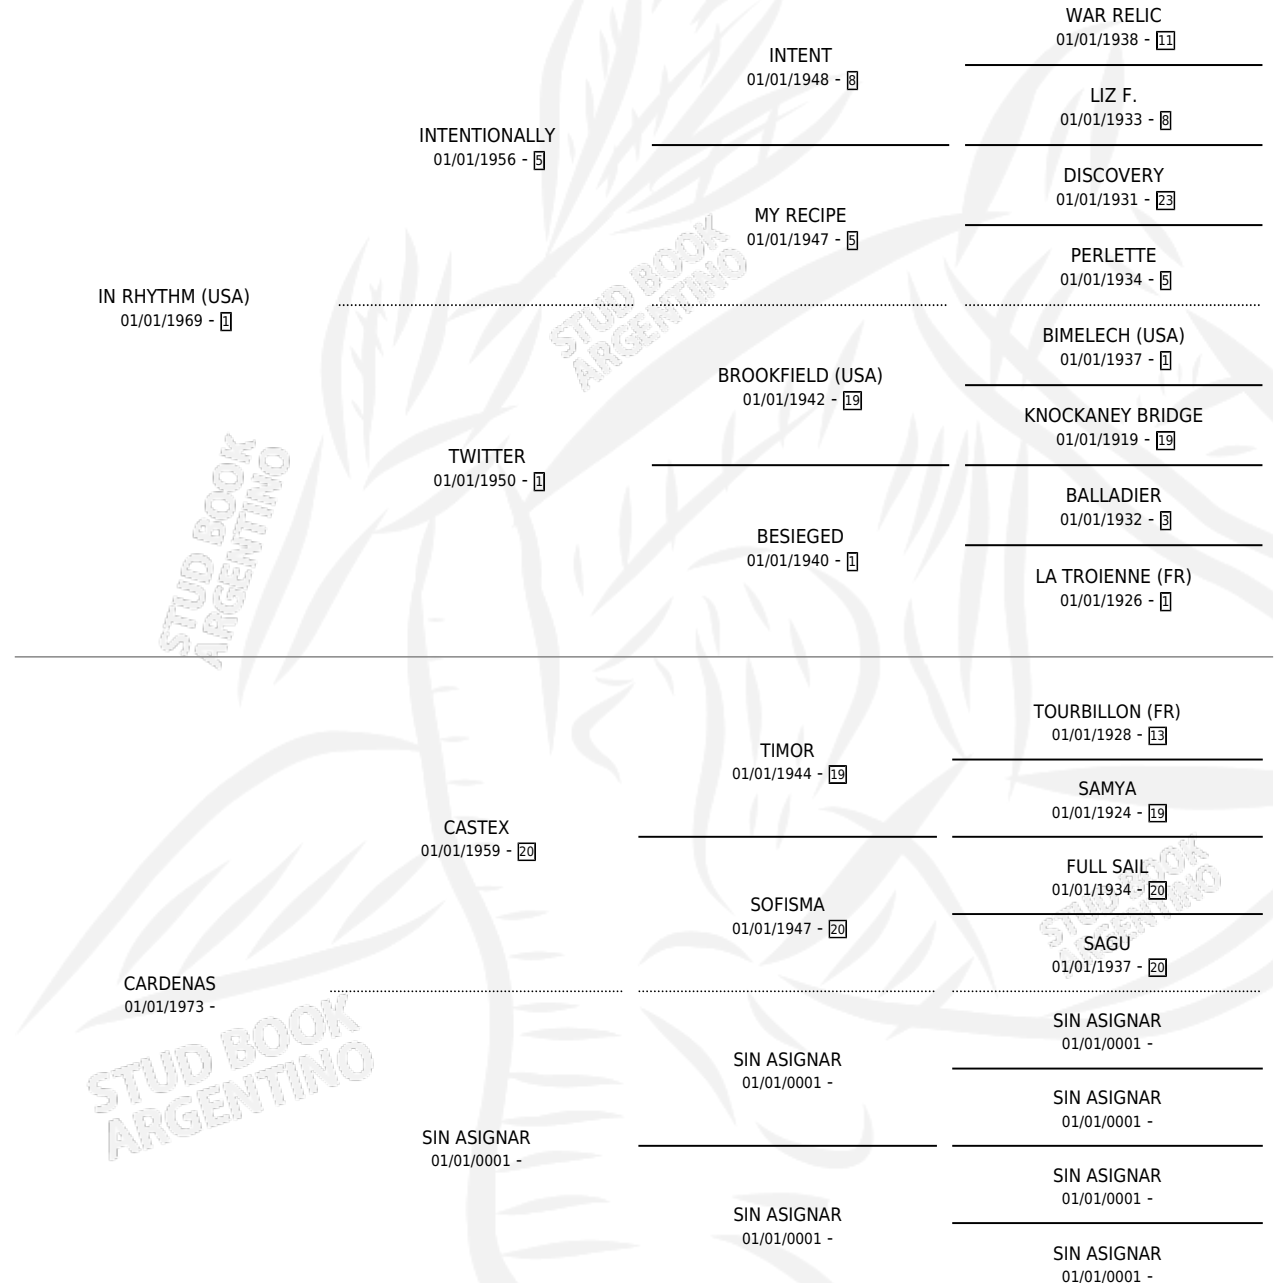 WAR RELIC
01/01/1938 - 11
INTENT
01/01/1948 - 8
LIZ F.
01/01/1933 - 8
INTENTIONALLY
01/01/1956 - 5
DISCOVERY
01/01/1931 - 23
MY RECIPE
01/01/1947 - 5
PERLETTE
01/01/1934 - 5
IN RHYTHM (USA)
01/01/1969 - 1
BIMELECH (USA)
01/01/1937 - 1
BROOKFIELD (USA)
01/01/1942 - 19
KNOCKANEY BRIDGE
01/01/1919 - 19
TWITTER
01/01/1950 - 1
BALLADIER
01/01/1932 - 3
BESIEGED
01/01/1940 - 1
LA TROIENNE (FR)
01/01/1926 - 1
TOURBILLON (FR)
01/01/1928 - 13
TIMOR
01/01/1944 - 19
SAMYA
01/01/1924 - 19
CASTEX
01/01/1959 - 20
FULL SAIL
01/01/1934 - 20
SOFISMA
01/01/1947 - 20
SAGU
01/01/1937 - 20
CARDENAS
01/01/1973 -
SIN ASIGNAR
01/01/0001 -
SIN ASIGNAR
01/01/0001 -
SIN ASIGNAR
01/01/0001 -
SIN ASIGNAR
01/01/0001 -
SIN ASIGNAR
01/01/0001 -
SIN ASIGNAR
01/01/0001 -
SIN ASIGNAR
01/01/0001 -
STUD BOOK
ARGENTINO
STUD BOOK
ARGENTINO
STUD BOOK
ARGENTINO
STUD BOOK
ARGENTINO